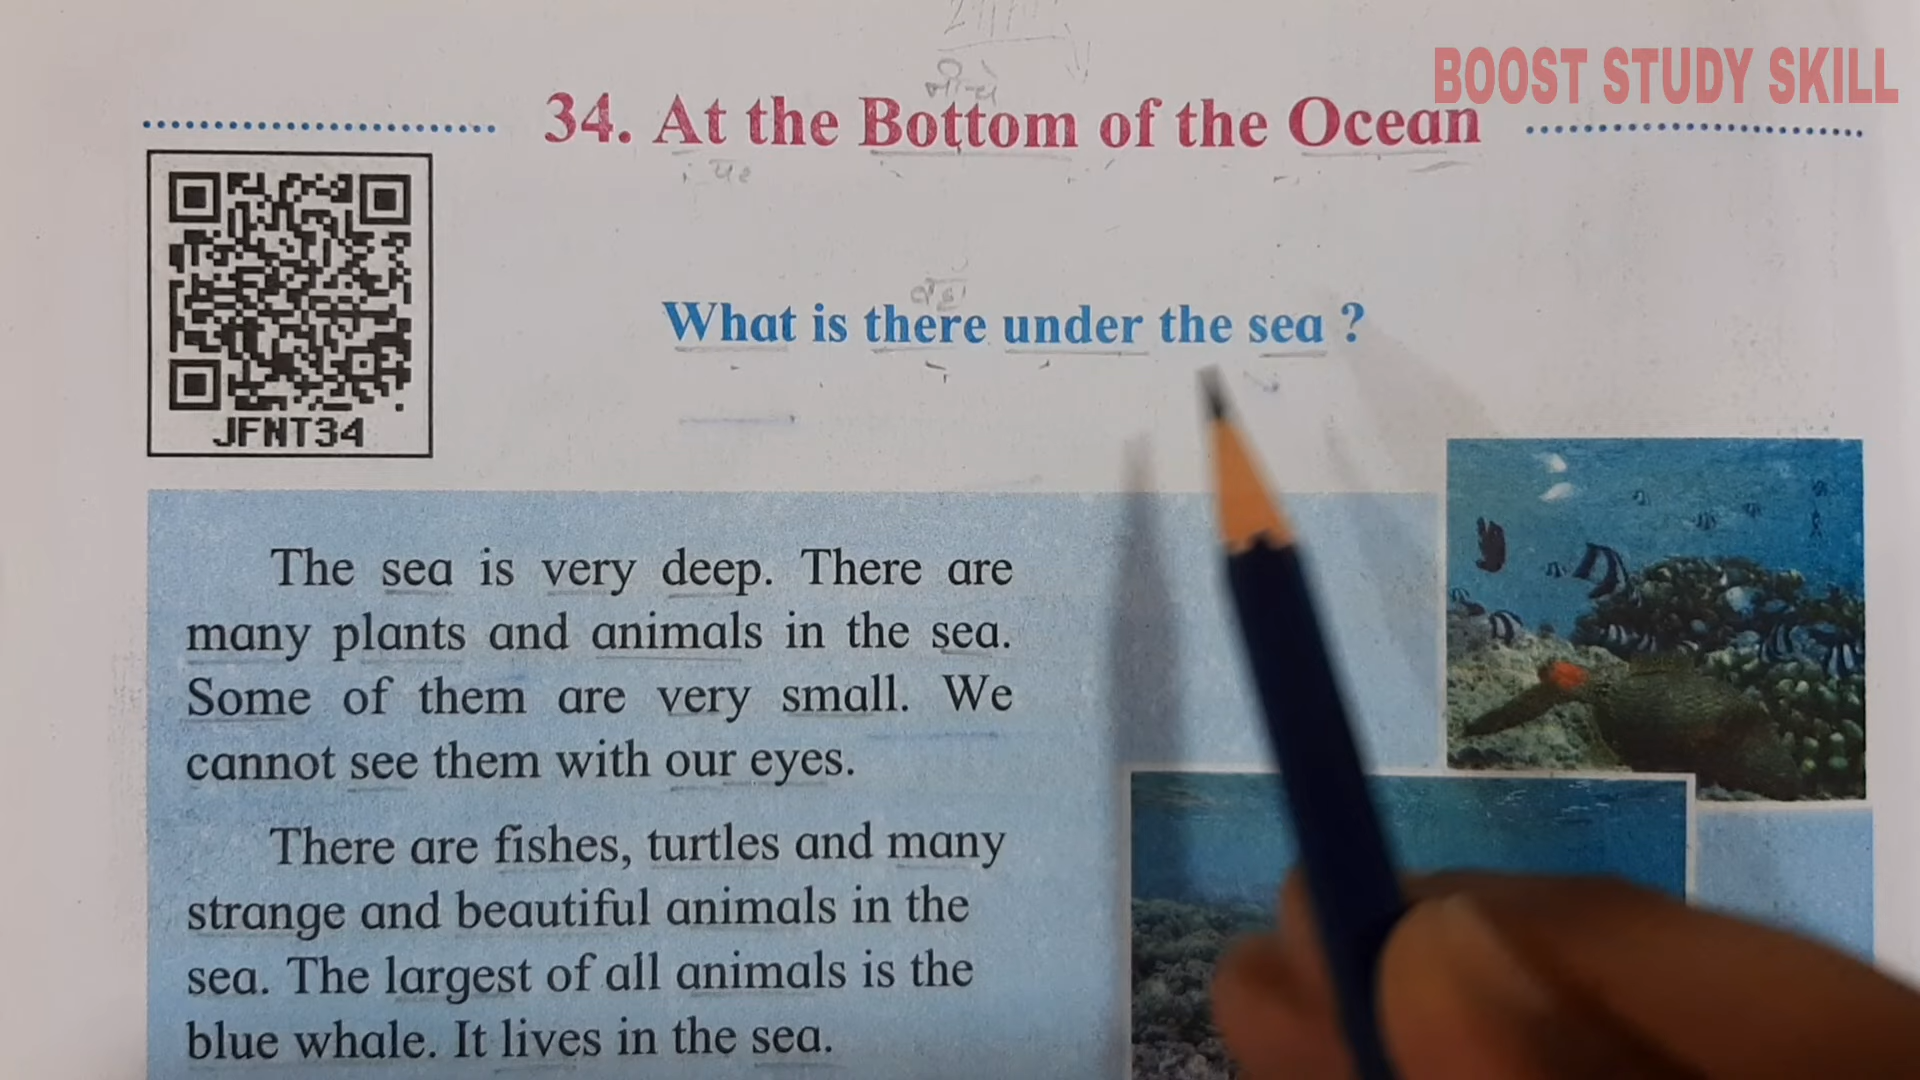 BOOST STUDY SKILL
34. At the Bottom of the Ocean
पर
JFNT34
What is there under the sea ?
The sea is very deep. There are
many plants and animals in the sea.
Some of them are very small. We
cannot see them with our eyes.
There are fishes, turtles and many
strange and beautiful animals in the
sea. The largest of all animals is the
blue whale. It lives in the sea.